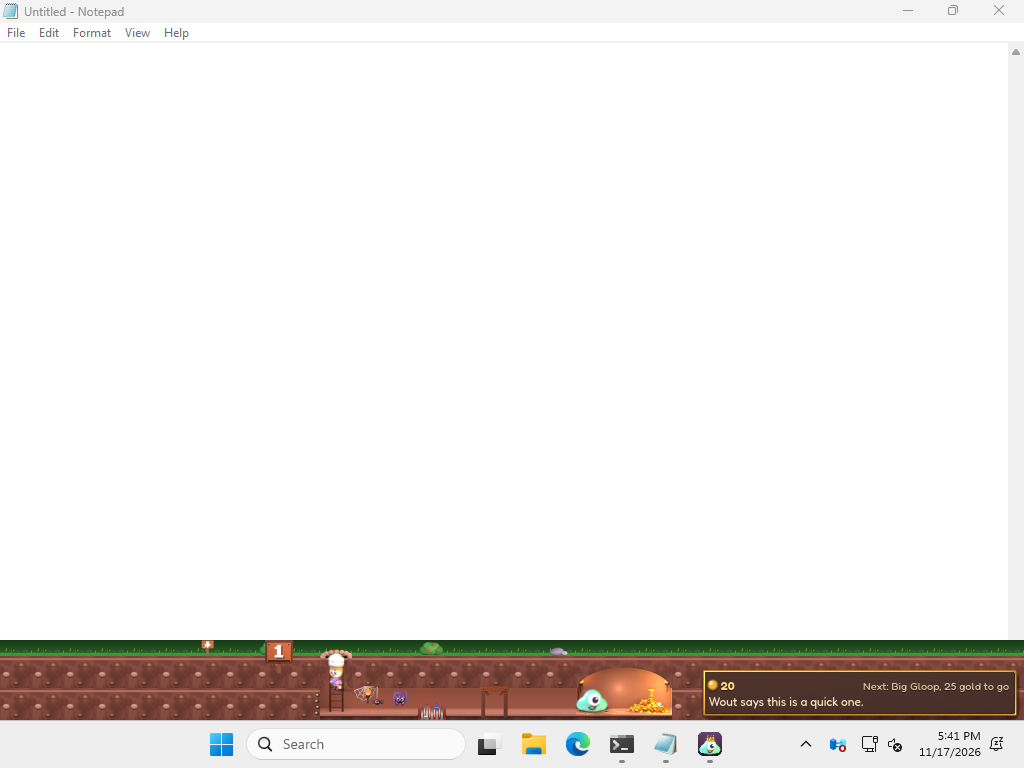 Untitled - Notepad
File Edit Format View Help
1
20 Next: Big Gloop, 25 gold to go
Wout says this is a quick one.
Search
5:41 PM
11/17/2026